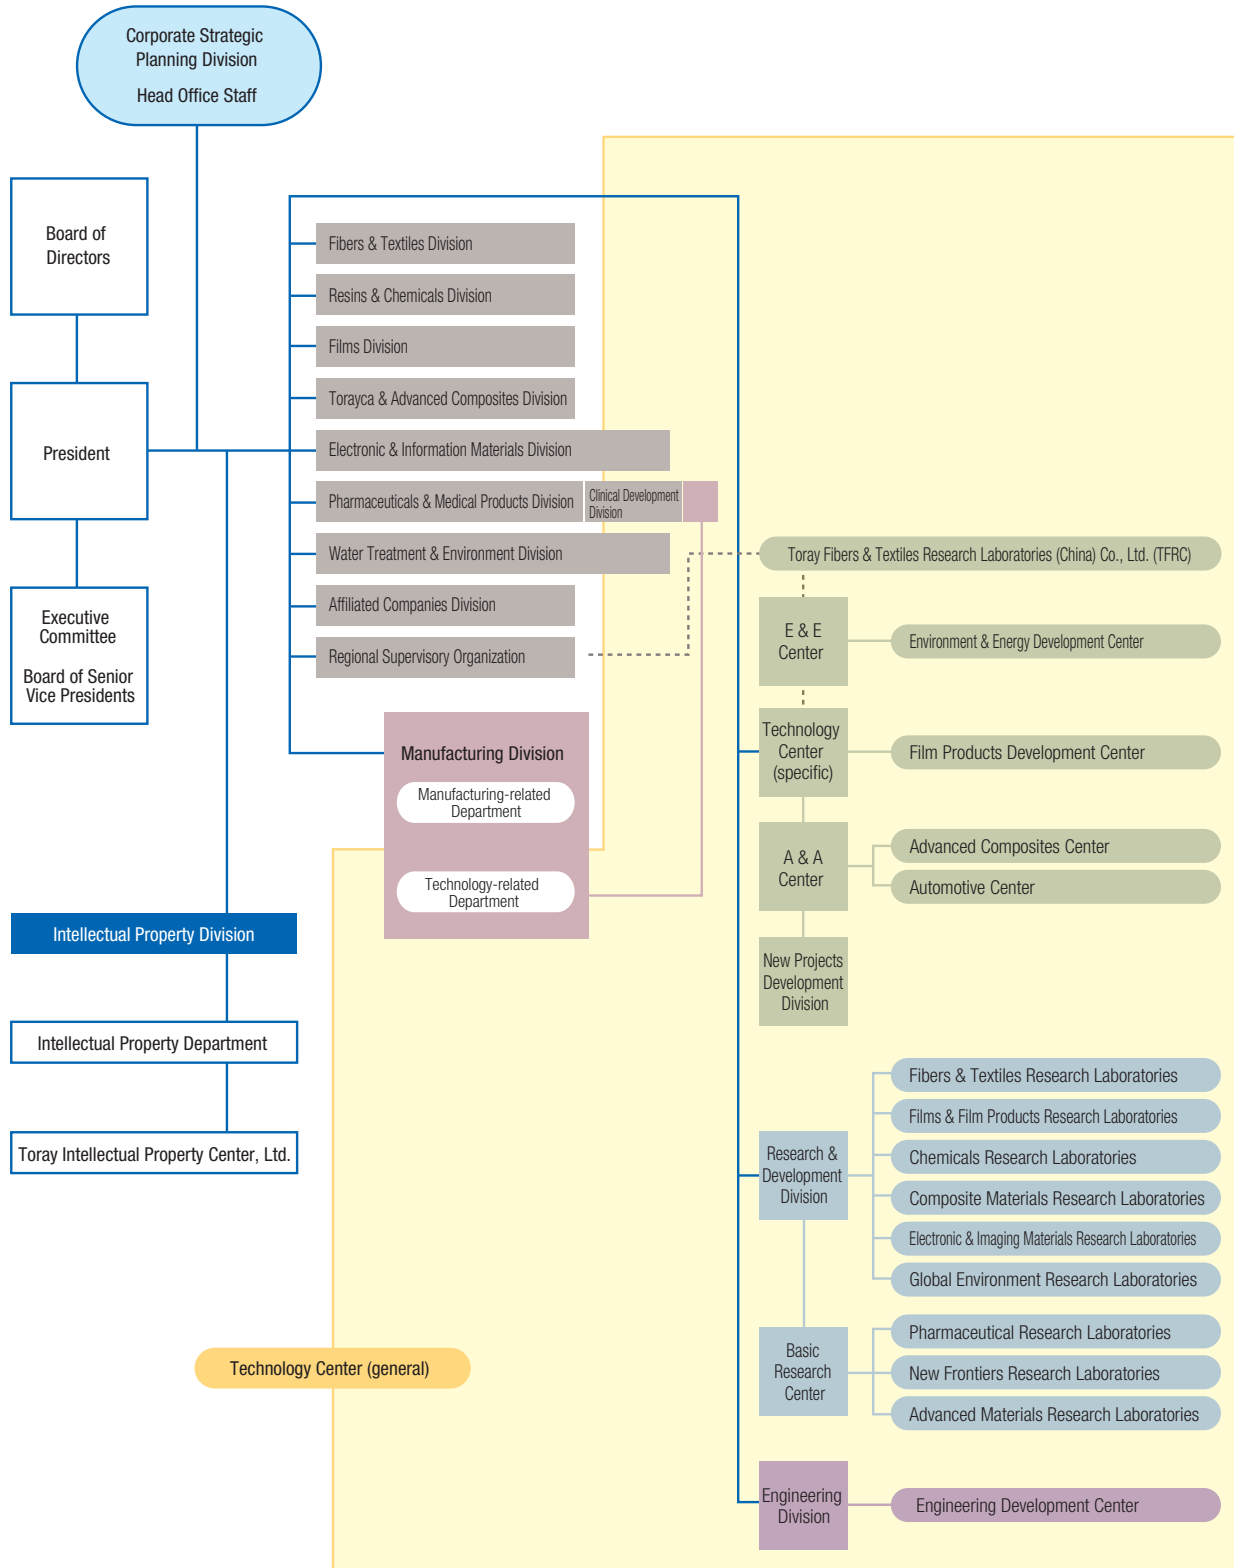 Corporate Strategic
Planning Division
Head Office Staff
Board of
Directors
President
Executive
Committee
Board of Senior
Vice Presidents
Fibers & Textiles Division
Resins & Chemicals Division
Films Division
Torayca & Advanced Composites Division
Electronic & Information Materials Division
Pharmaceuticals & Medical Products Division
Clinical Development
Division
Water Treatment & Environment Division
Affiliated Companies Division
Regional Supervisory Organization
Manufacturing Division
Manufacturing-related
Department
Technology-related
Department
Intellectual Property Division
Intellectual Property Department
Toray Intellectual Property Center, Ltd.
Technology Center (general)
Toray Fibers & Textiles Research Laboratories (China) Co., Ltd. (TFRC)
E & E
Center
Environment & Energy Development Center
Technology
Center
(specific)
Film Products Development Center
A & A
Center
Advanced Composites Center
Automotive Center
New Projects
Development
Division
Research &
Development
Division
Fibers & Textiles Research Laboratories
Films & Film Products Research Laboratories
Chemicals Research Laboratories
Composite Materials Research Laboratories
Electronic & Imaging Materials Research Laboratories
Global Environment Research Laboratories
Basic
Research
Center
Pharmaceutical Research Laboratories
New Frontiers Research Laboratories
Advanced Materials Research Laboratories
Engineering
Division
Engineering Development Center